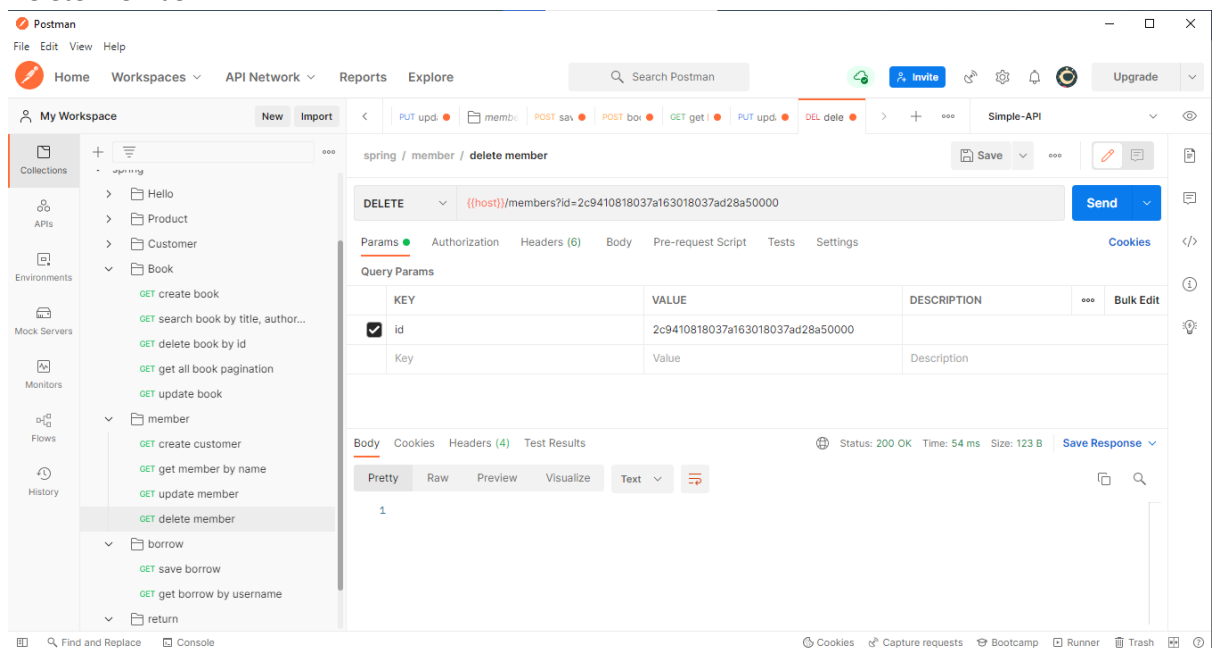 Postman
File Edit View Help
Home Workspaces API Network Reports Explore Search Postman Invite Upgrade
My Workspace New Import PUT upd. membe POST sav POST boo GET get l PUT upd. DEL dele Simple-API
Collections
APIs
Environments
Mock Servers
Monitors
Flows
History
spring
Hello
Product
Customer
Book
GET create book
GET search book by title, author...
GET delete book by id
GET get all book pagination
GET update book
member
GET create customer
GET get member by name
GET update member
GET delete member
borrow
GET save borrow
GET get borrow by username
return
spring / member / delete member Save
DELETE {{host}}/members?id=2c9410818037a163018037ad28a50000 Send
Params Authorization Headers (6) Body Pre-request Script Tests Settings Cookies
Query Params
KEY VALUE DESCRIPTION Bulk Edit
id 2c9410818037a163018037ad28a50000
Key Value Description
Body Cookies Headers (4) Test Results Status: 200 OK Time: 54 ms Size: 123 B Save Response
Pretty Raw Preview Visualize Text
1
Find and Replace Console Cookies Capture requests Bootcamp Runner Trash